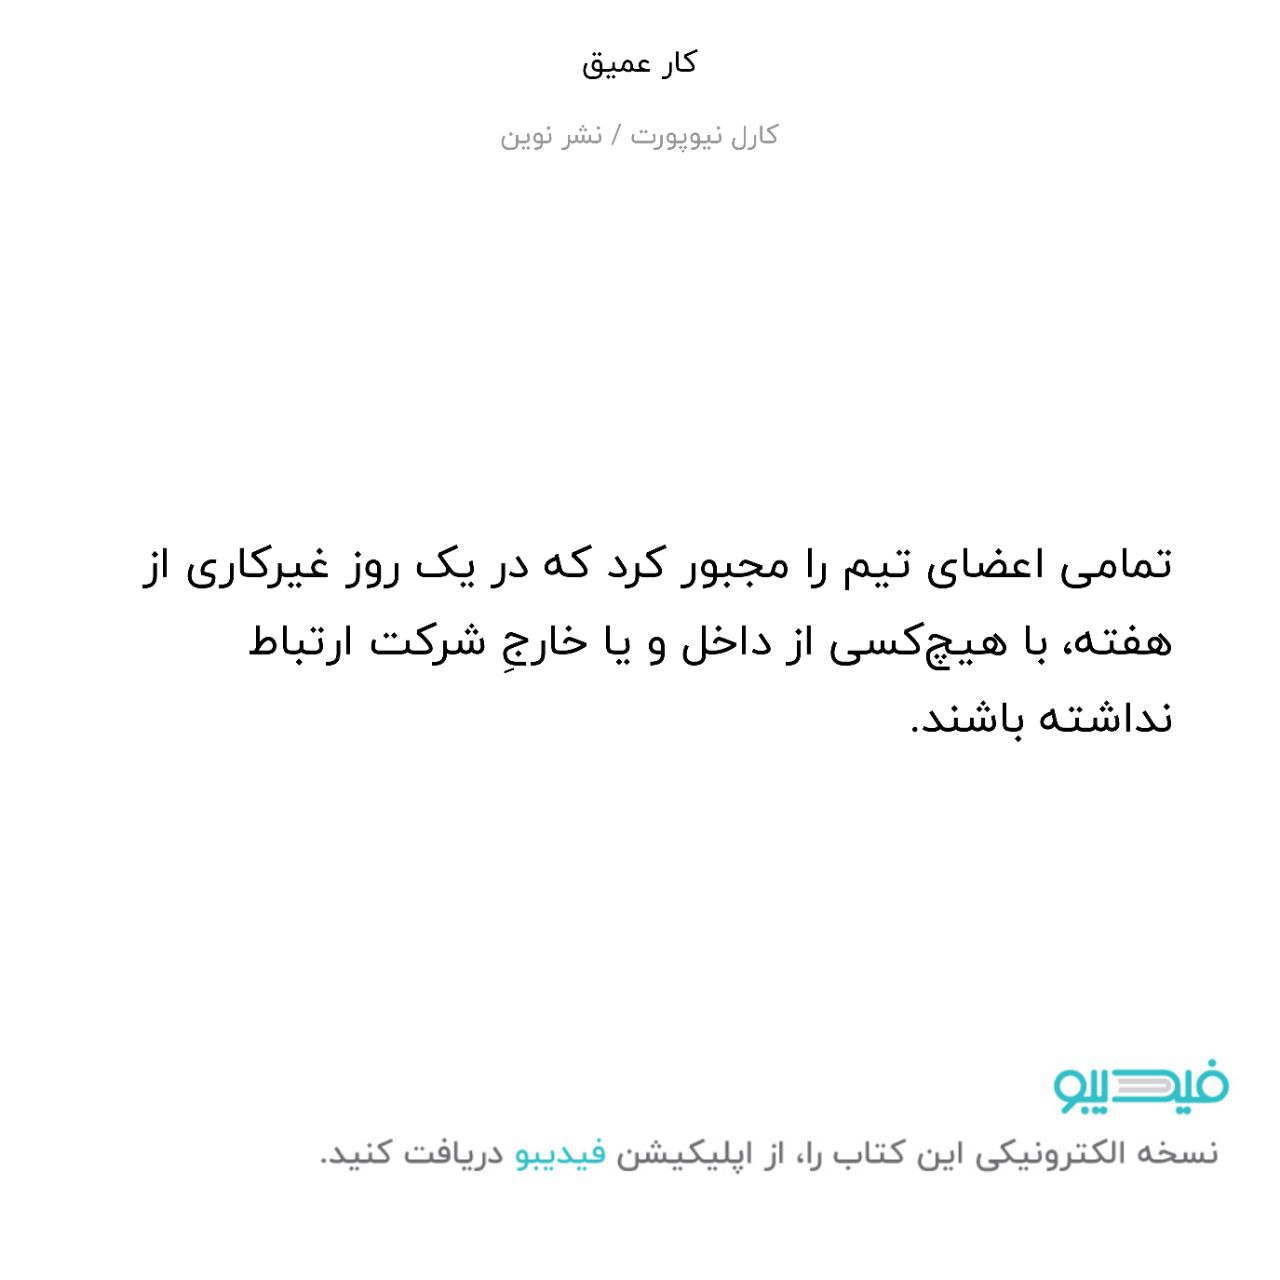 کار عمیق
کارل نیوپورت / نشر نوین
تمامی اعضای تیم را مجبور کرد که در یک روز غیرکاری از
هفته، با هیچ‌کسی از داخل و یا خارجِ شرکت ارتباط
نداشته باشند.
فیدیبو
نسخه الکترونیکی این کتاب را، از اپلیکیشن فیدیبو دریافت کنید.